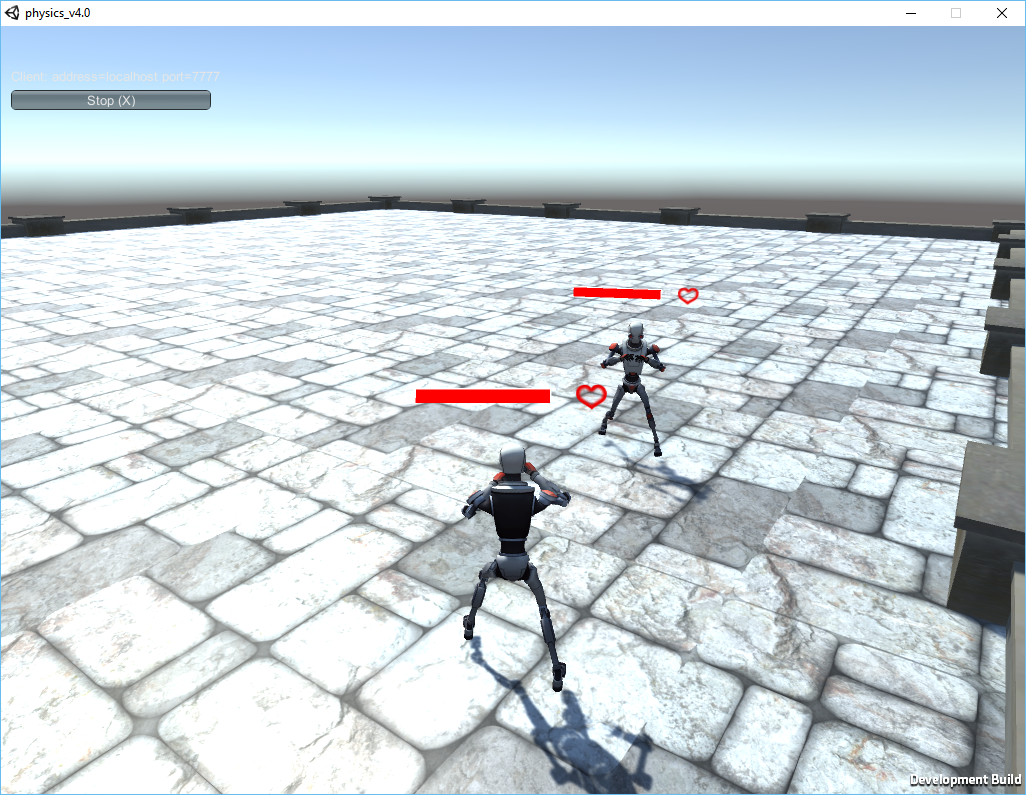 physics_v4.0
Client: address=localhost port=7777
Stop (X)
Development Build